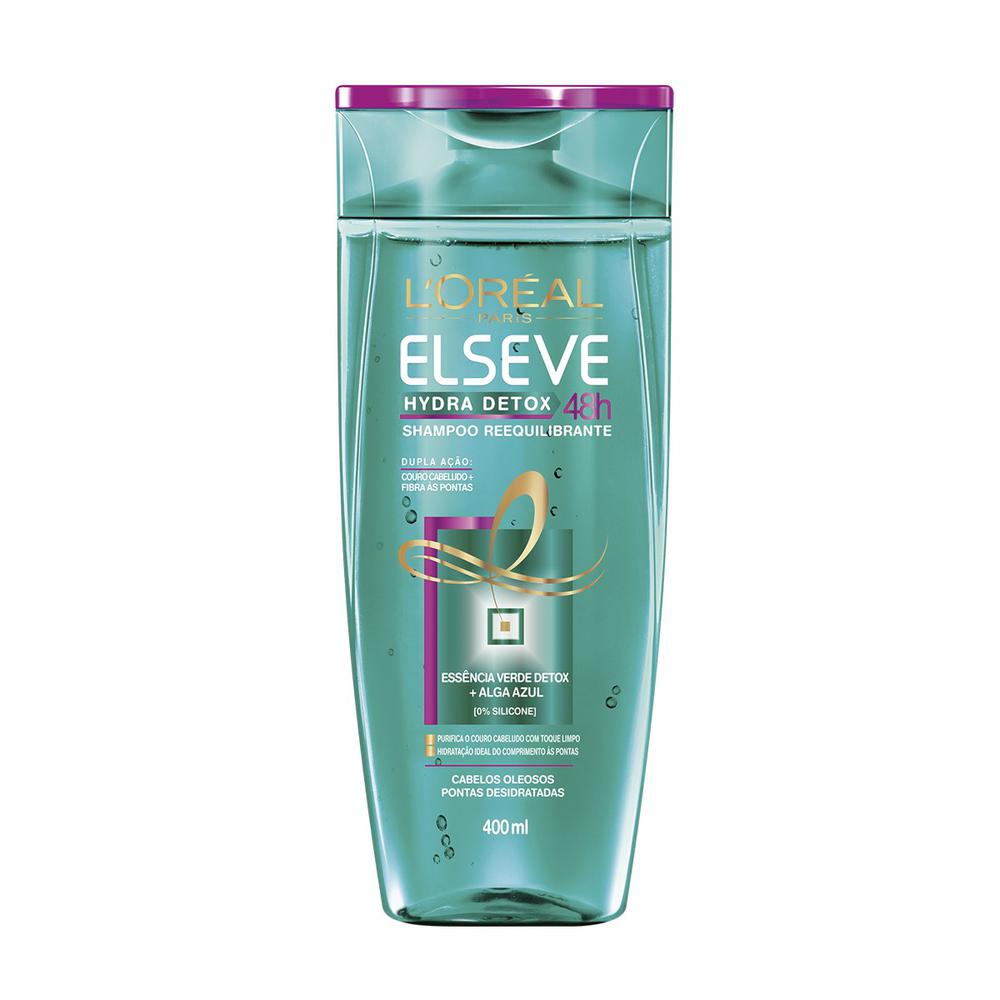 L'ORÉAL
PARIS
ELSEVE
HYDRA DETOX 48h
SHAMPOO REEQUILIBRANTE
DUPLA AÇÃO:
COURO CABELUDO +
FIBRA ÀS PONTAS
ESSÊNCIA VERDE DETOX
+ ALGA AZUL
[0% SILICONE]
PURIFICA O COURO CABELUDO COM TOQUE LIMPO
HIDRATAÇÃO IDEAL DO COMPRIMENTO ÀS PONTAS
CABELOS OLEOSOS
PONTAS DESIDRATADAS
400 ml